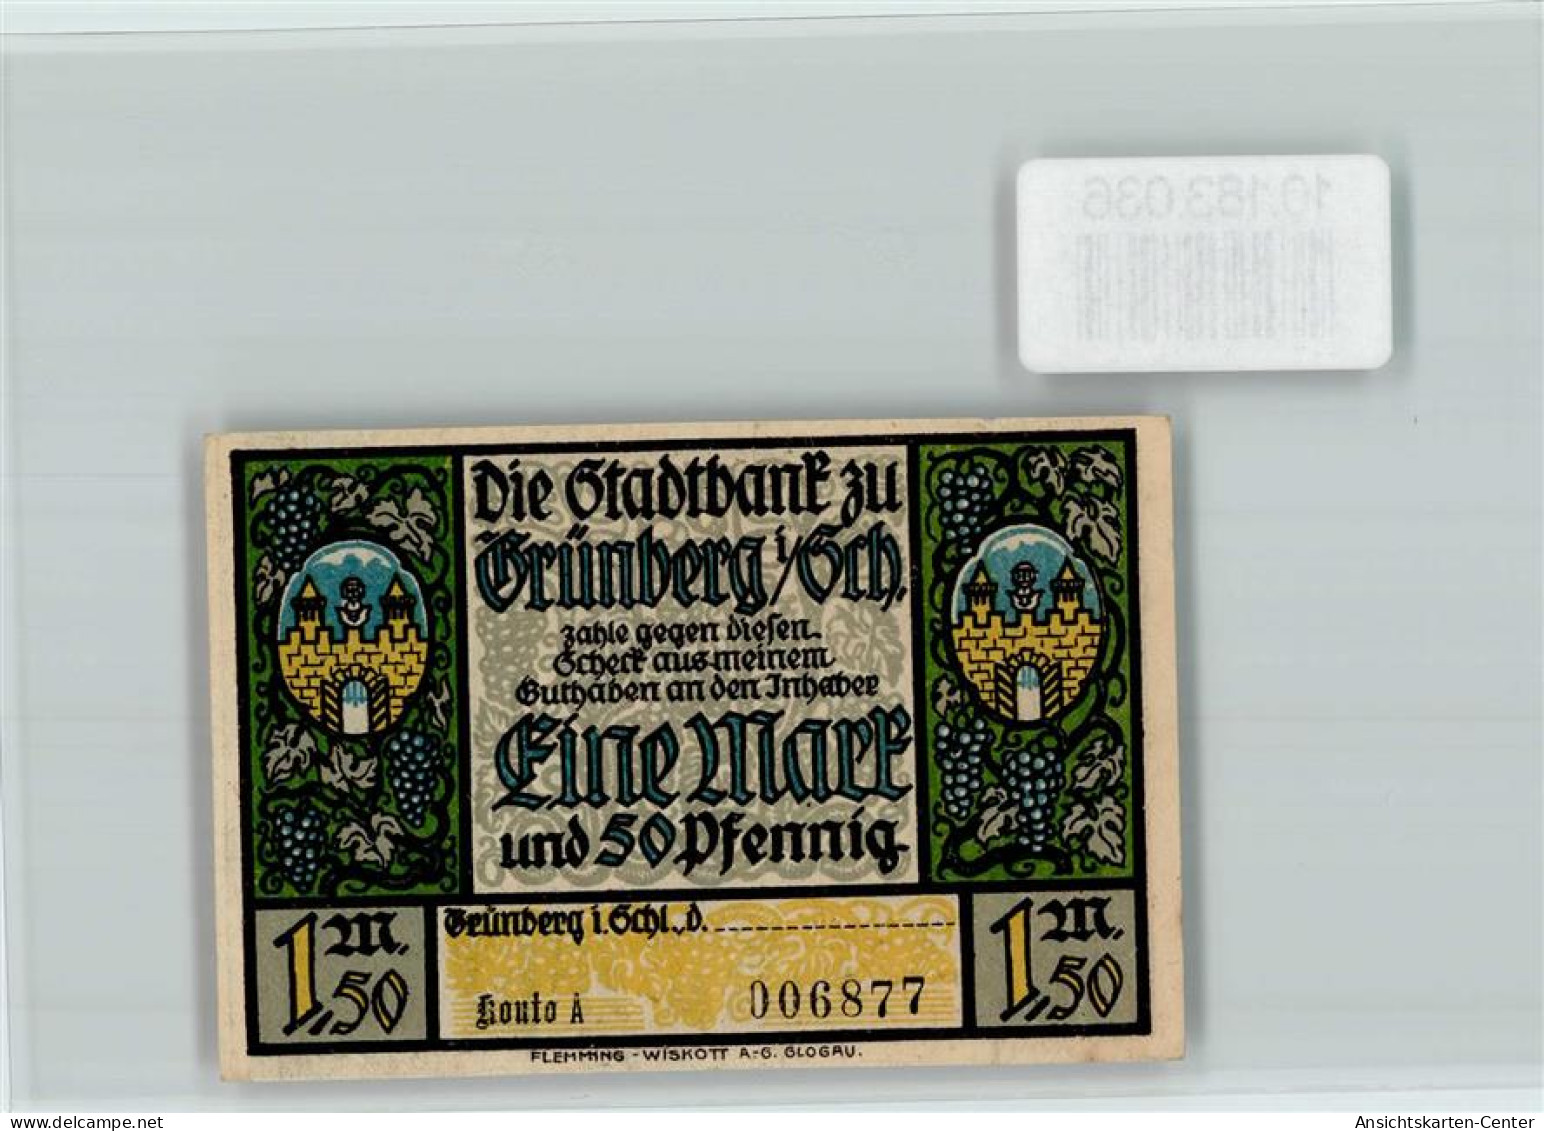 10.183.036
Die Stadtbank zu
Grünberg i/Sch.
zahle gegen diesen
Scheck aus meinem
Guthaben an den Inhaber
Eine Mark
und 50 Pfennig
1 M. 50
Grünberg i. Schl., d.
1 M. 50
Konto A 006877
FLEMMING - WISKOTT A.-G. GLOGAU.
www.delcampe.net
Ansichtskarten-Center